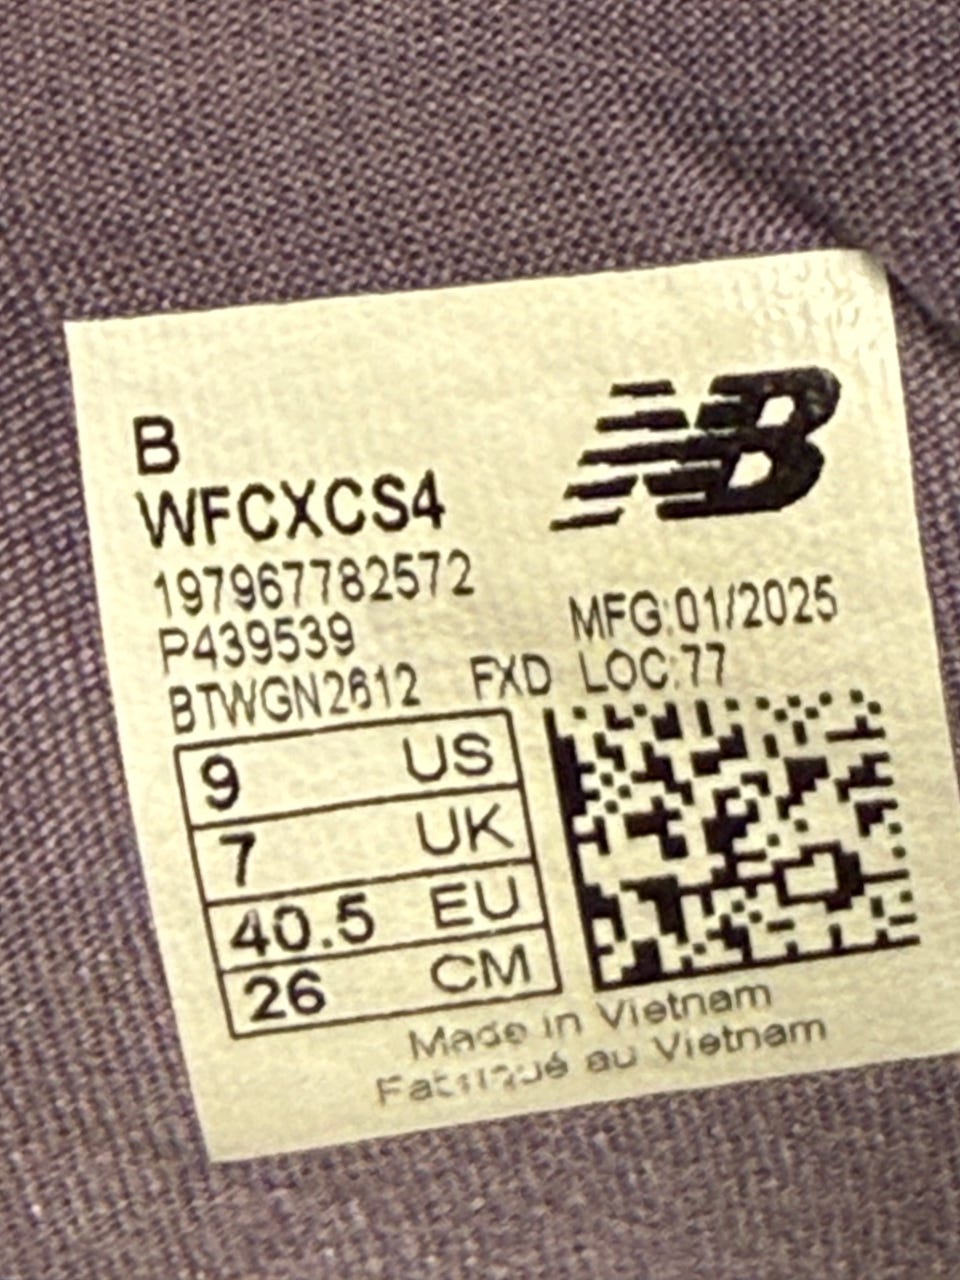 B
WFCXCS4
197967782572
P439539 MFG:01/2025
BTWGN2612 FXD LOC:77
9 US
7 UK
40.5 EU
26 CM
Made in Vietnam
Fabriqué au Vietnam
NB